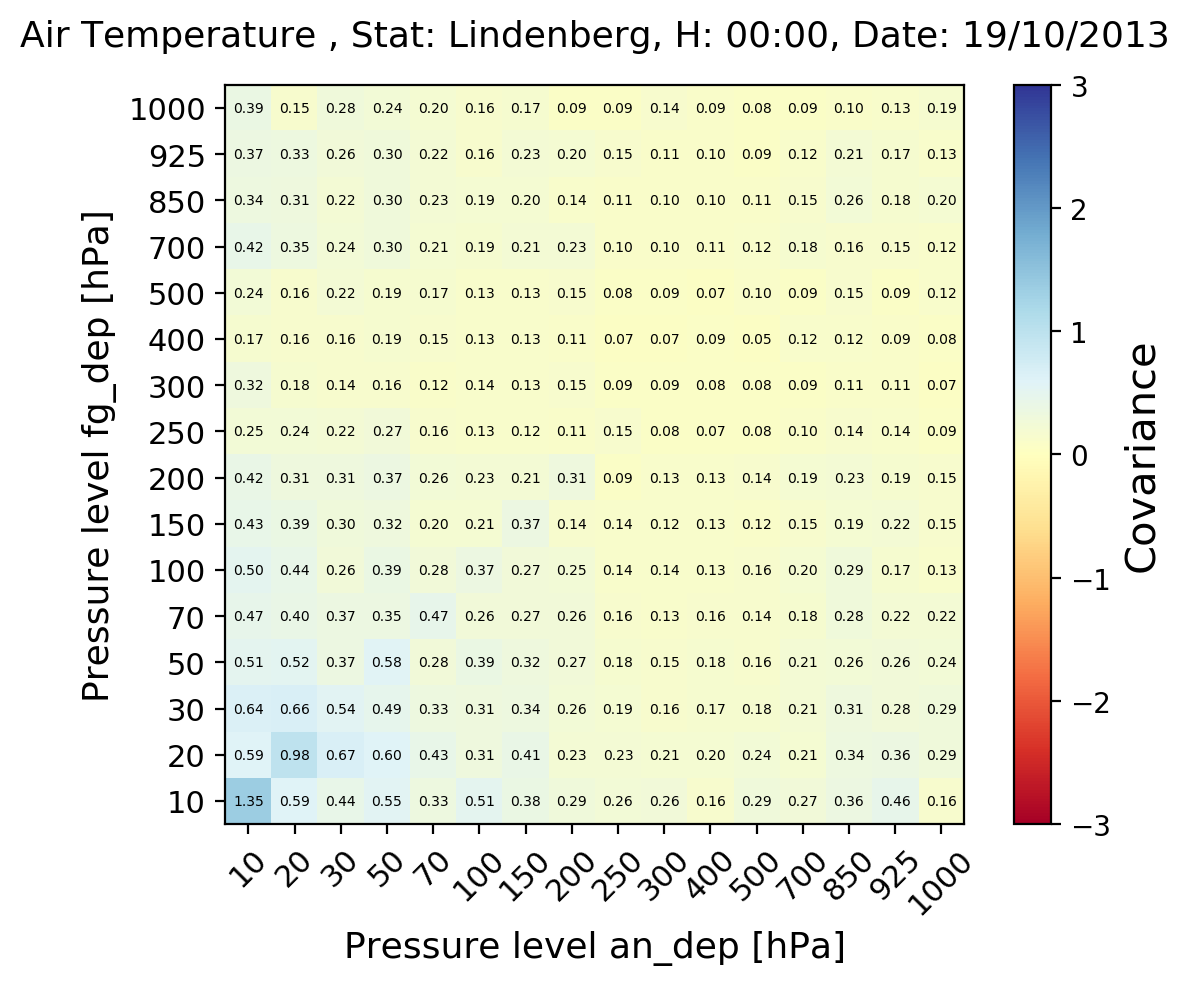 Air Temperature , Stat: Lindenberg, H: 00:00, Date: 19/10/2013
1000 0.39 0.15 0.28 0.24 0.20 0.16 0.17 0.09 0.09 0.14 0.09 0.08 0.09 0.10 0.13 0.19
925 0.37 0.33 0.26 0.30 0.22 0.16 0.23 0.20 0.15 0.11 0.10 0.09 0.12 0.21 0.17 0.13
850 0.34 0.31 0.22 0.30 0.23 0.19 0.20 0.14 0.11 0.10 0.10 0.11 0.15 0.26 0.18 0.20
700 0.42 0.35 0.24 0.30 0.21 0.19 0.21 0.23 0.10 0.10 0.11 0.12 0.18 0.16 0.15 0.12
500 0.24 0.16 0.22 0.19 0.17 0.13 0.13 0.15 0.08 0.09 0.07 0.10 0.09 0.15 0.09 0.12
400 0.17 0.16 0.16 0.19 0.15 0.13 0.13 0.11 0.07 0.07 0.09 0.05 0.12 0.12 0.09 0.08
300 0.32 0.18 0.14 0.16 0.12 0.14 0.13 0.15 0.09 0.09 0.08 0.08 0.09 0.11 0.11 0.07
250 0.25 0.24 0.22 0.27 0.16 0.13 0.12 0.11 0.15 0.08 0.07 0.08 0.10 0.14 0.14 0.09
200 0.42 0.31 0.31 0.37 0.26 0.23 0.21 0.31 0.09 0.13 0.13 0.14 0.19 0.23 0.19 0.15
150 0.43 0.39 0.30 0.32 0.20 0.21 0.37 0.14 0.14 0.12 0.13 0.12 0.15 0.19 0.22 0.15
100 0.50 0.44 0.26 0.39 0.28 0.37 0.27 0.25 0.14 0.14 0.13 0.16 0.20 0.29 0.17 0.13
70 0.47 0.40 0.37 0.35 0.47 0.26 0.27 0.26 0.16 0.13 0.16 0.14 0.18 0.28 0.22 0.22
50 0.51 0.52 0.37 0.58 0.28 0.39 0.32 0.27 0.18 0.15 0.18 0.16 0.21 0.26 0.26 0.24
30 0.64 0.66 0.54 0.49 0.33 0.31 0.34 0.26 0.19 0.16 0.17 0.18 0.21 0.31 0.28 0.29
20 0.59 0.98 0.67 0.60 0.43 0.31 0.41 0.23 0.23 0.21 0.20 0.24 0.21 0.34 0.36 0.29
10 1.35 0.59 0.44 0.55 0.33 0.51 0.38 0.29 0.26 0.26 0.16 0.29 0.27 0.36 0.46 0.16
10 20 30 50 70 100 150 200 250 300 400 500 700 850 925 1000
Pressure level an_dep [hPa]
Pressure level fg_dep [hPa]
3
2
1
0
−1
−2
−3
Covariance